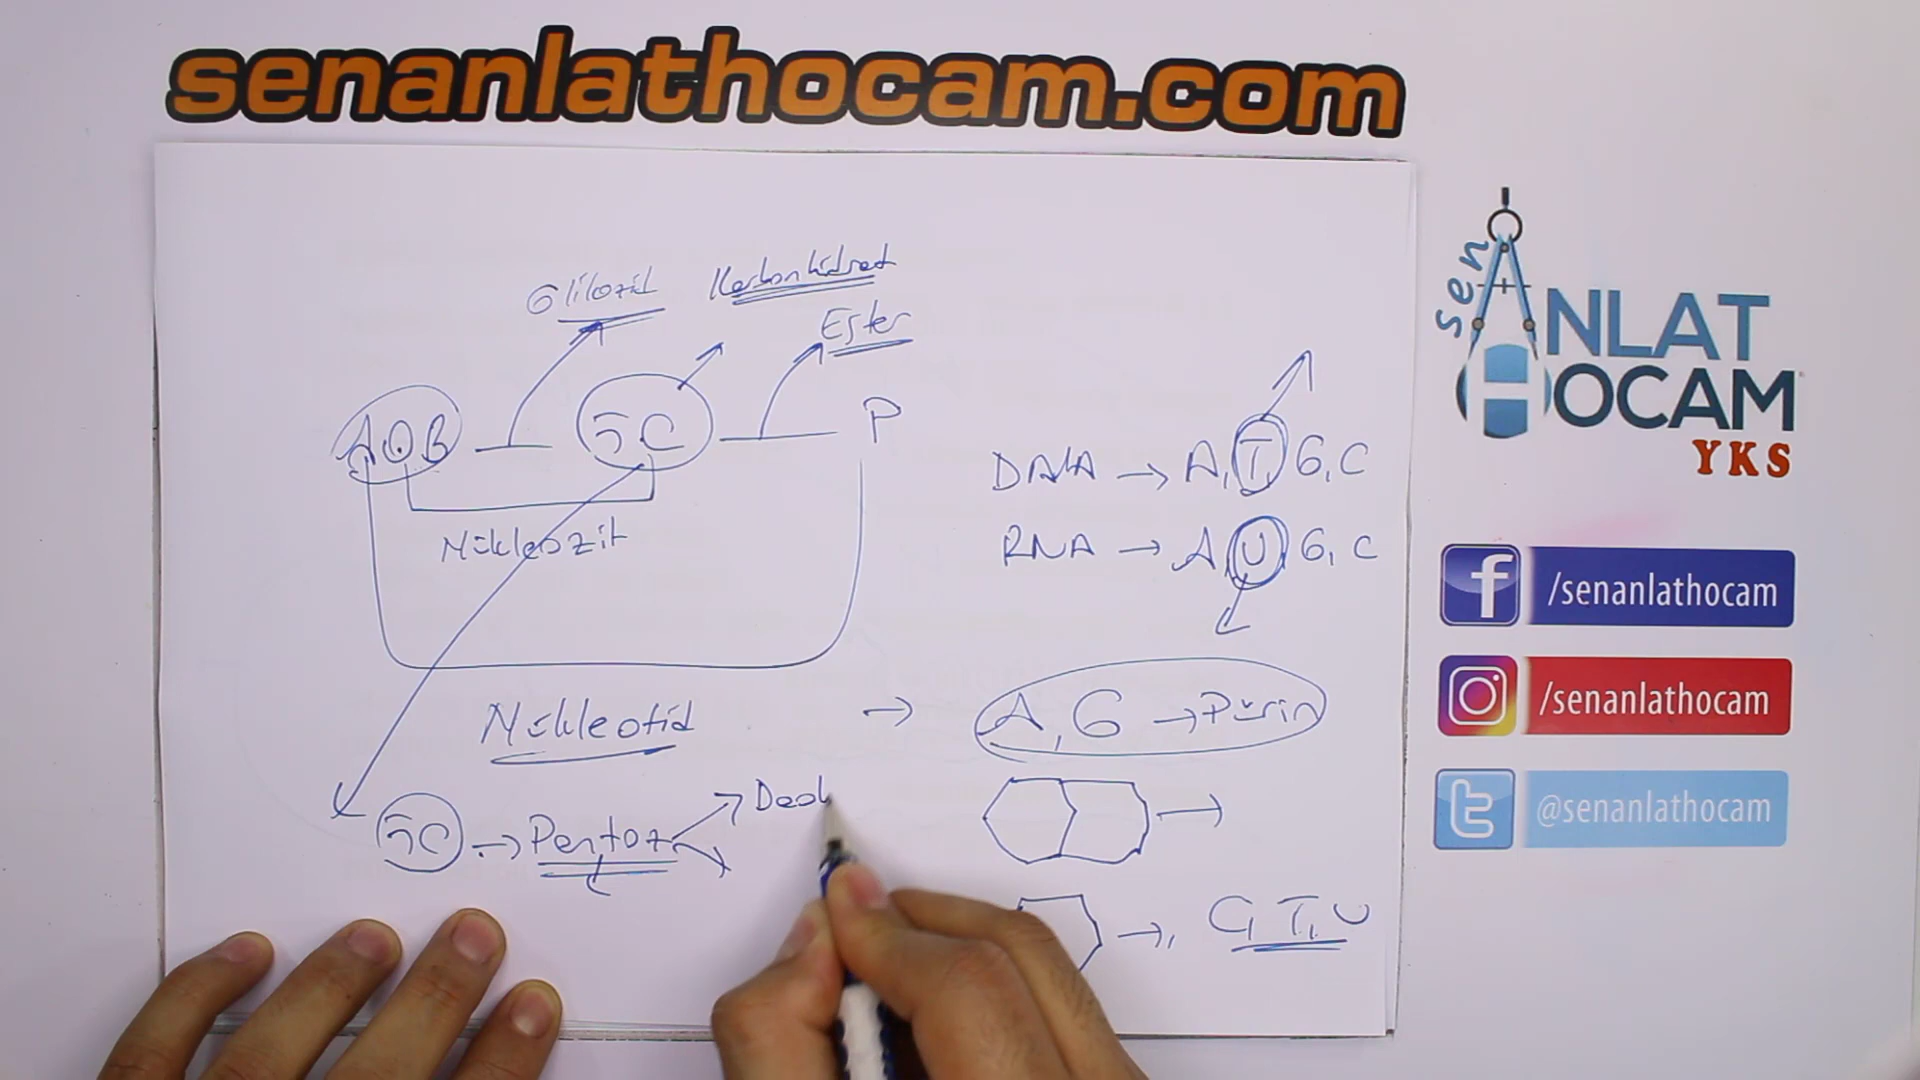 senanlathocam.com
Glikozid
Karbonhidrat
Ester
AOB
5C
P
Nükleozit
Nükleotid
5C → Pentoz
Deok
DNA → A, T, G, C
RNA → A, U, G, C
→ A, G → Pürin
→
→, C, T, U
sen
ANLAT
HOCAM
YKS
/senanlathocam
/senanlathocam
@senanlathocam